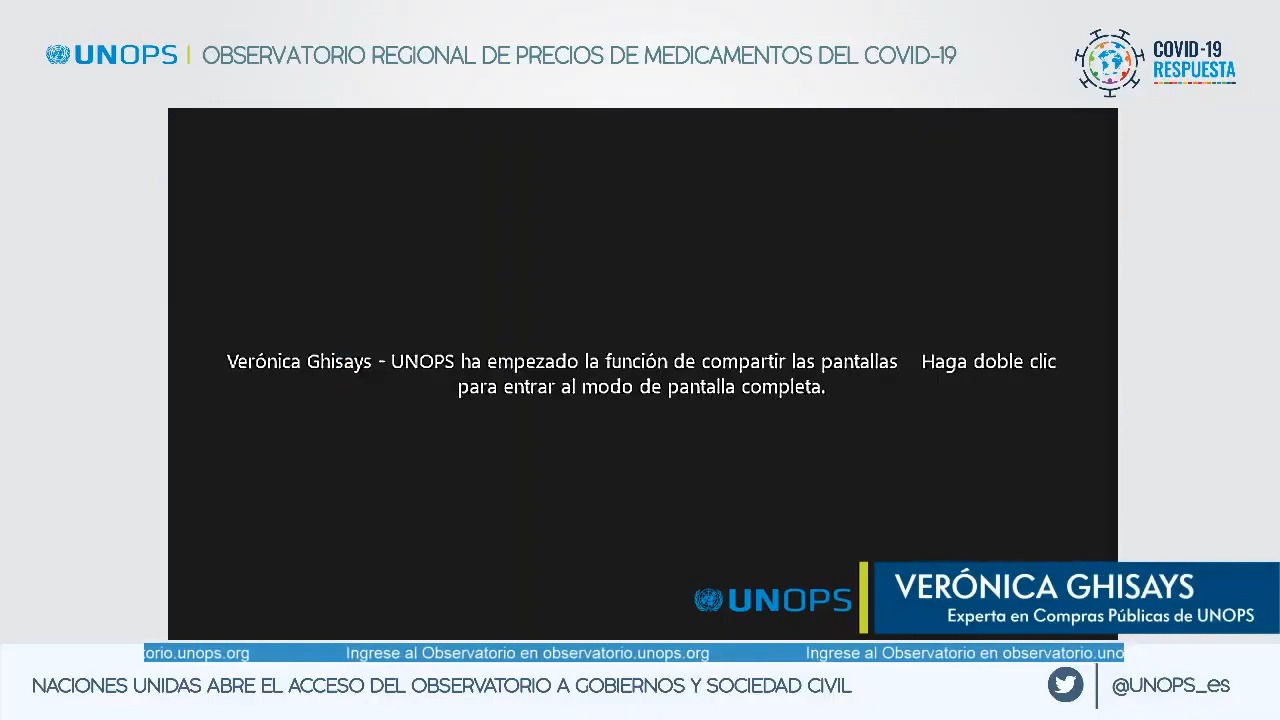 UNOPS | OBSERVATORIO REGIONAL DE PRECIOS DE MEDICAMENTOS DEL COVID-19
COVID-19
RESPUESTA
Verónica Ghisays - UNOPS ha empezado la función de compartir las pantallas Haga doble clic
para entrar al modo de pantalla completa.
UNOPS
VERÓNICA GHISAYS
Experta en Compras Públicas de UNOPS
torio.unops.org Ingrese al Observatorio en observatorio.unops.org Ingrese al Observatorio en observatorio.uno
NACIONES UNIDAS ABRE EL ACCESO DEL OBSERVATORIO A GOBIERNOS Y SOCIEDAD CIVIL
@UNOPS_es